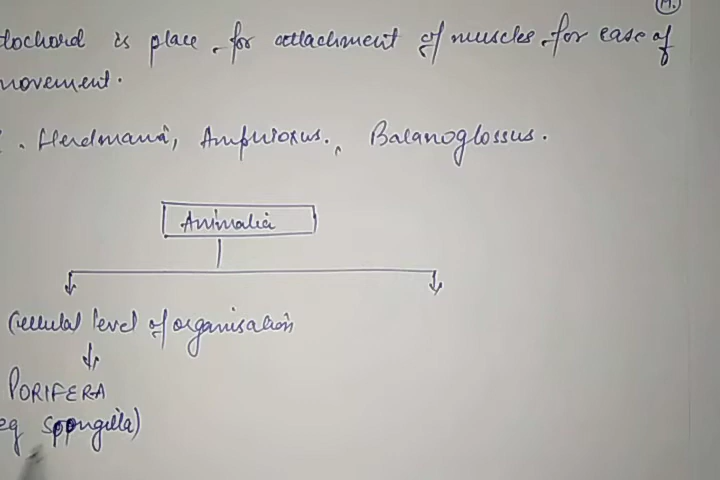 tochord is place for attachment of muscles for ease of
movement.
Herdmania, Amphioxus, Balanoglossus.
Animalia
Cellular level of organisation
PORIFERA
eg Spongilla)